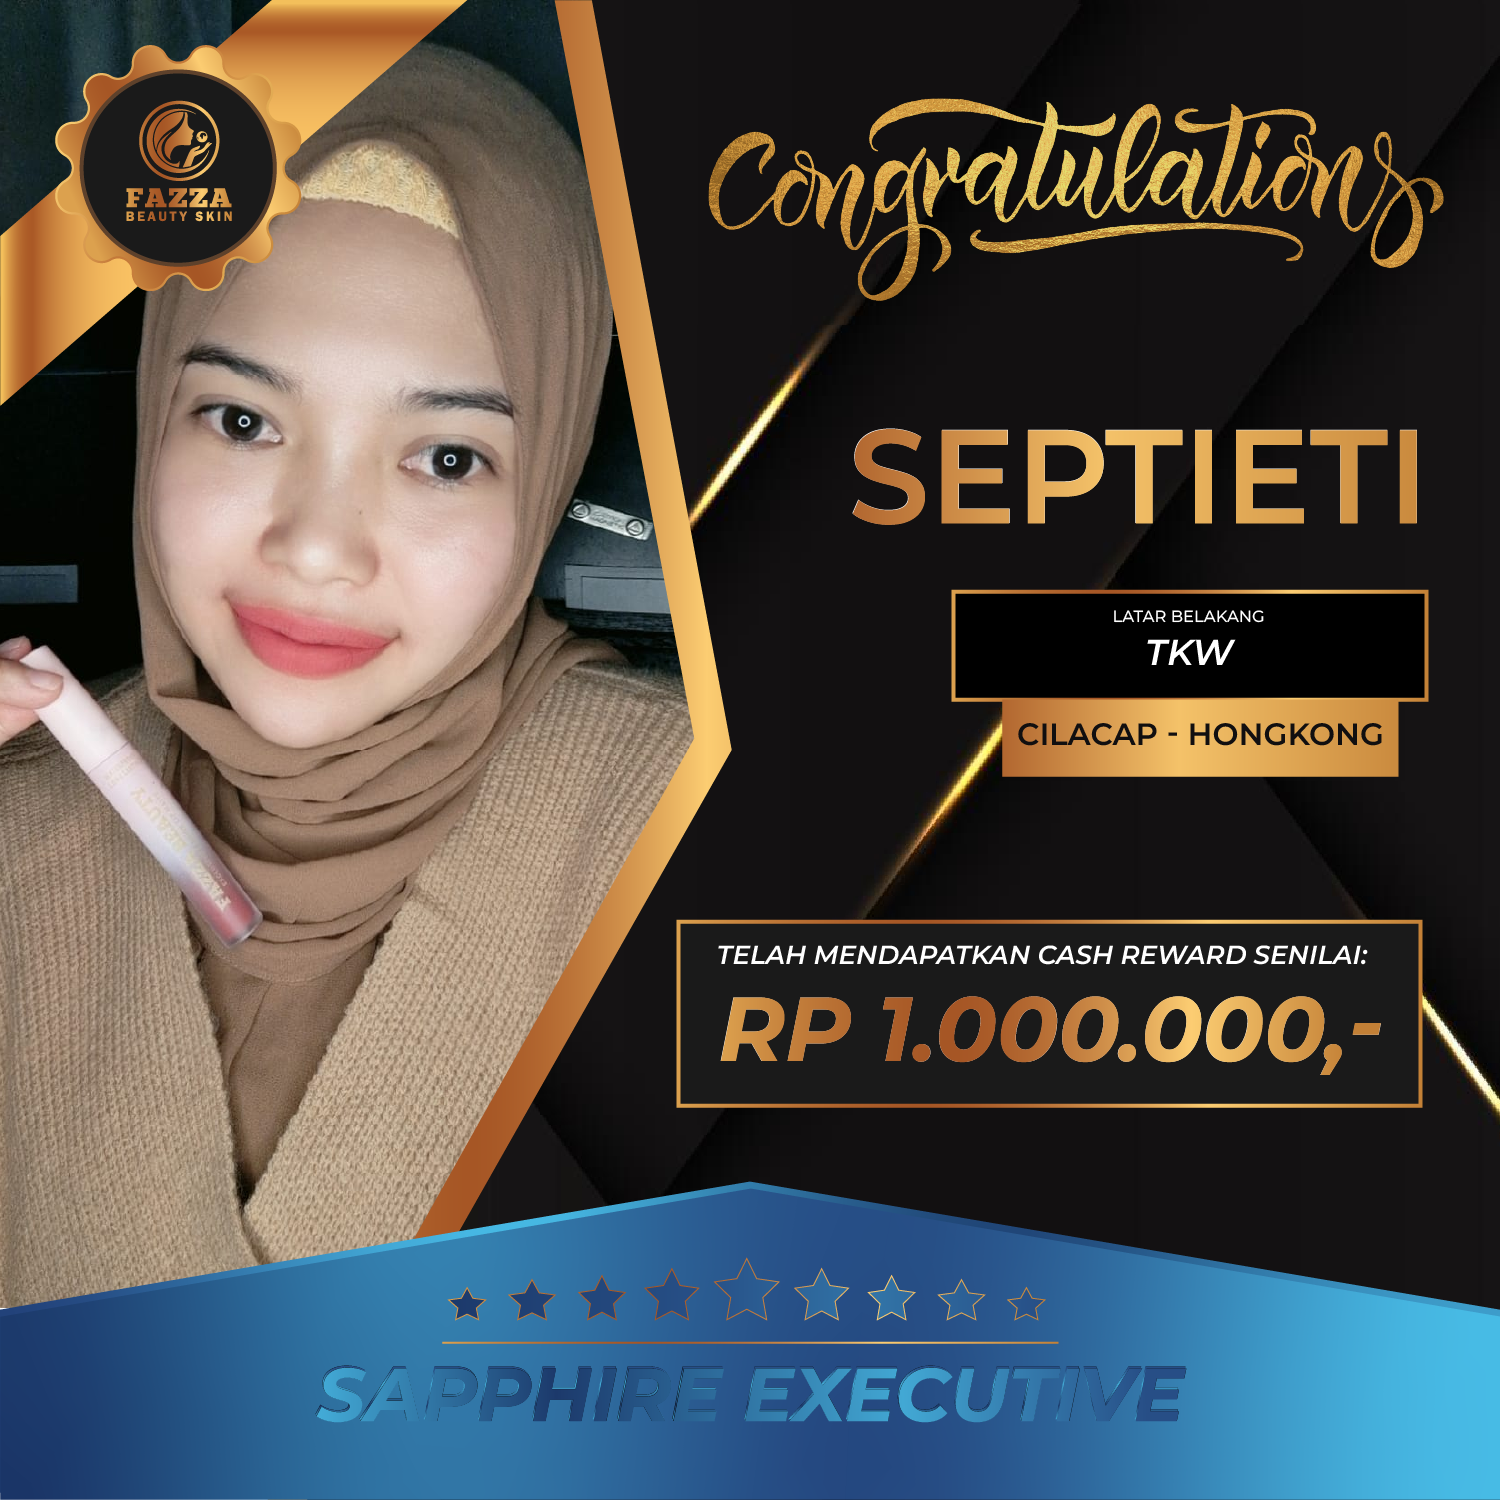 FAZZA
BEAUTY SKIN
Congratulations
SEPTIETI
LATAR BELAKANG
TKW
CILACAP - HONGKONG
TELAH MENDAPATKAN CASH REWARD SENILAI:
RP 1.000.000,-
SAPPHIRE EXECUTIVE